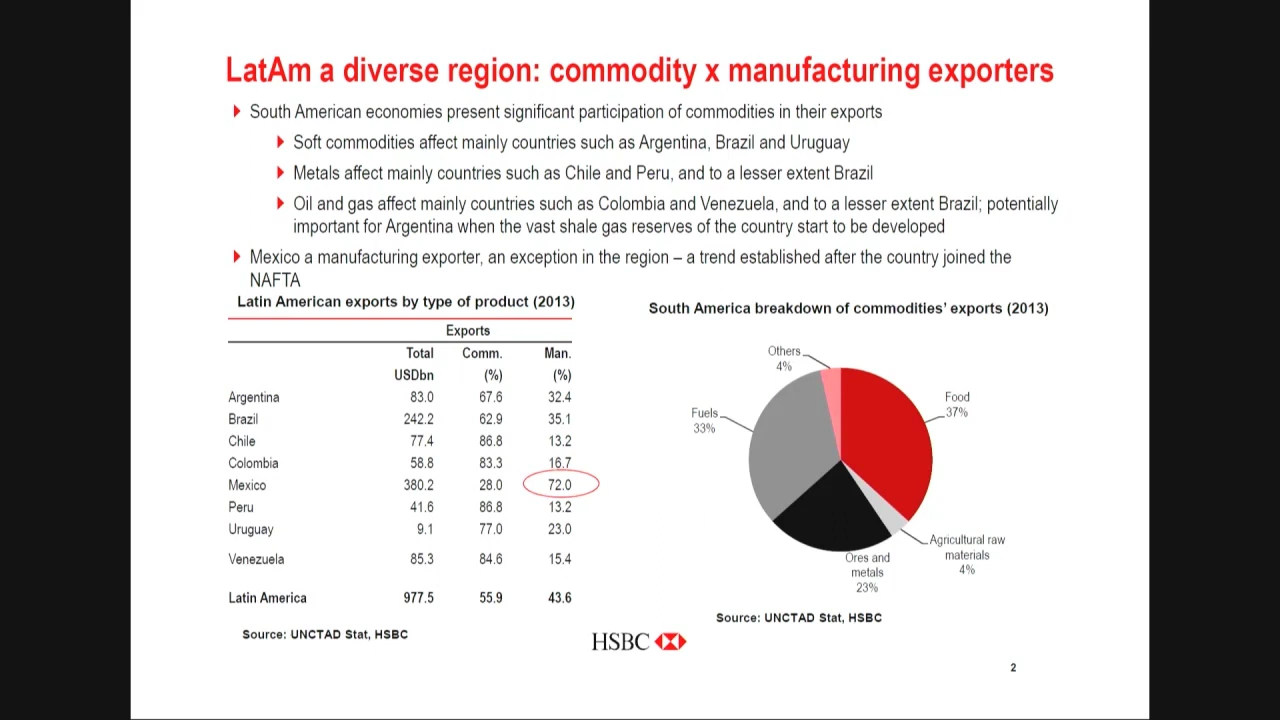 LatAm a diverse region: commodity x manufacturing exporters
South American economies present significant participation of commodities in their exports
Soft commodities affect mainly countries such as Argentina, Brazil and Uruguay
Metals affect mainly countries such as Chile and Peru, and to a lesser extent Brazil
Oil and gas affect mainly countries such as Colombia and Venezuela, and to a lesser extent Brazil; potentially
important for Argentina when the vast shale gas reserves of the country start to be developed
Mexico a manufacturing exporter, an exception in the region – a trend established after the country joined the
NAFTA
Latin American exports by type of product (2013)
Exports
Total Comm. Man.
USDbn (%) (%)
Argentina 83.0 67.6 32.4
Brazil 242.2 62.9 35.1
Chile 77.4 86.8 13.2
Colombia 58.8 83.3 16.7
Mexico 380.2 28.0 72.0
Peru 41.6 86.8 13.2
Uruguay 9.1 77.0 23.0
Venezuela 85.3 84.6 15.4
Latin America 977.5 55.9 43.6
Source: UNCTAD Stat, HSBC
South America breakdown of commodities' exports (2013)
Others
4%
Food
37%
Fuels
33%
Agricultural raw
materials
4%
Ores and
metals
23%
Source: UNCTAD Stat, HSBC
HSBC
2